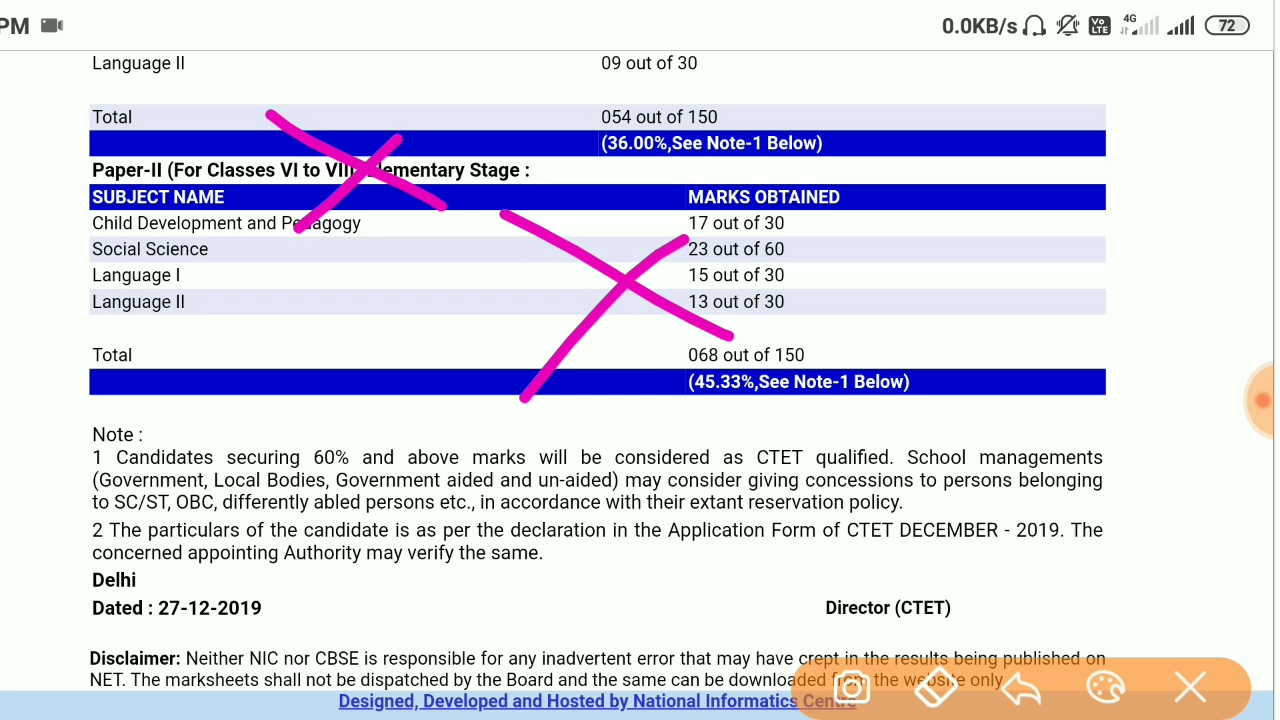 PM 0.0KB/s Vo LTE 4G 72
Language II 09 out of 30
Total 054 out of 150
(36.00%,See Note-1 Below)
Paper-II (For Classes VI to VIII) Elementary Stage :
SUBJECT NAME MARKS OBTAINED
Child Development and Pedagogy 17 out of 30
Social Science 23 out of 60
Language I 15 out of 30
Language II 13 out of 30
Total 068 out of 150
(45.33%,See Note-1 Below)
Note :
1 Candidates securing 60% and above marks will be considered as CTET qualified. School managements
(Government, Local Bodies, Government aided and un-aided) may consider giving concessions to persons belonging
to SC/ST, OBC, differently abled persons etc., in accordance with their extant reservation policy.
2 The particulars of the candidate is as per the declaration in the Application Form of CTET DECEMBER - 2019. The
concerned appointing Authority may verify the same.
Delhi
Dated : 27-12-2019 Director (CTET)
Disclaimer: Neither NIC nor CBSE is responsible for any inadvertent error that may have crept in the results being published on
NET. The marksheets shall not be dispatched by the Board and the same can be downloaded from the website only
Designed, Developed and Hosted by National Informatics Centre